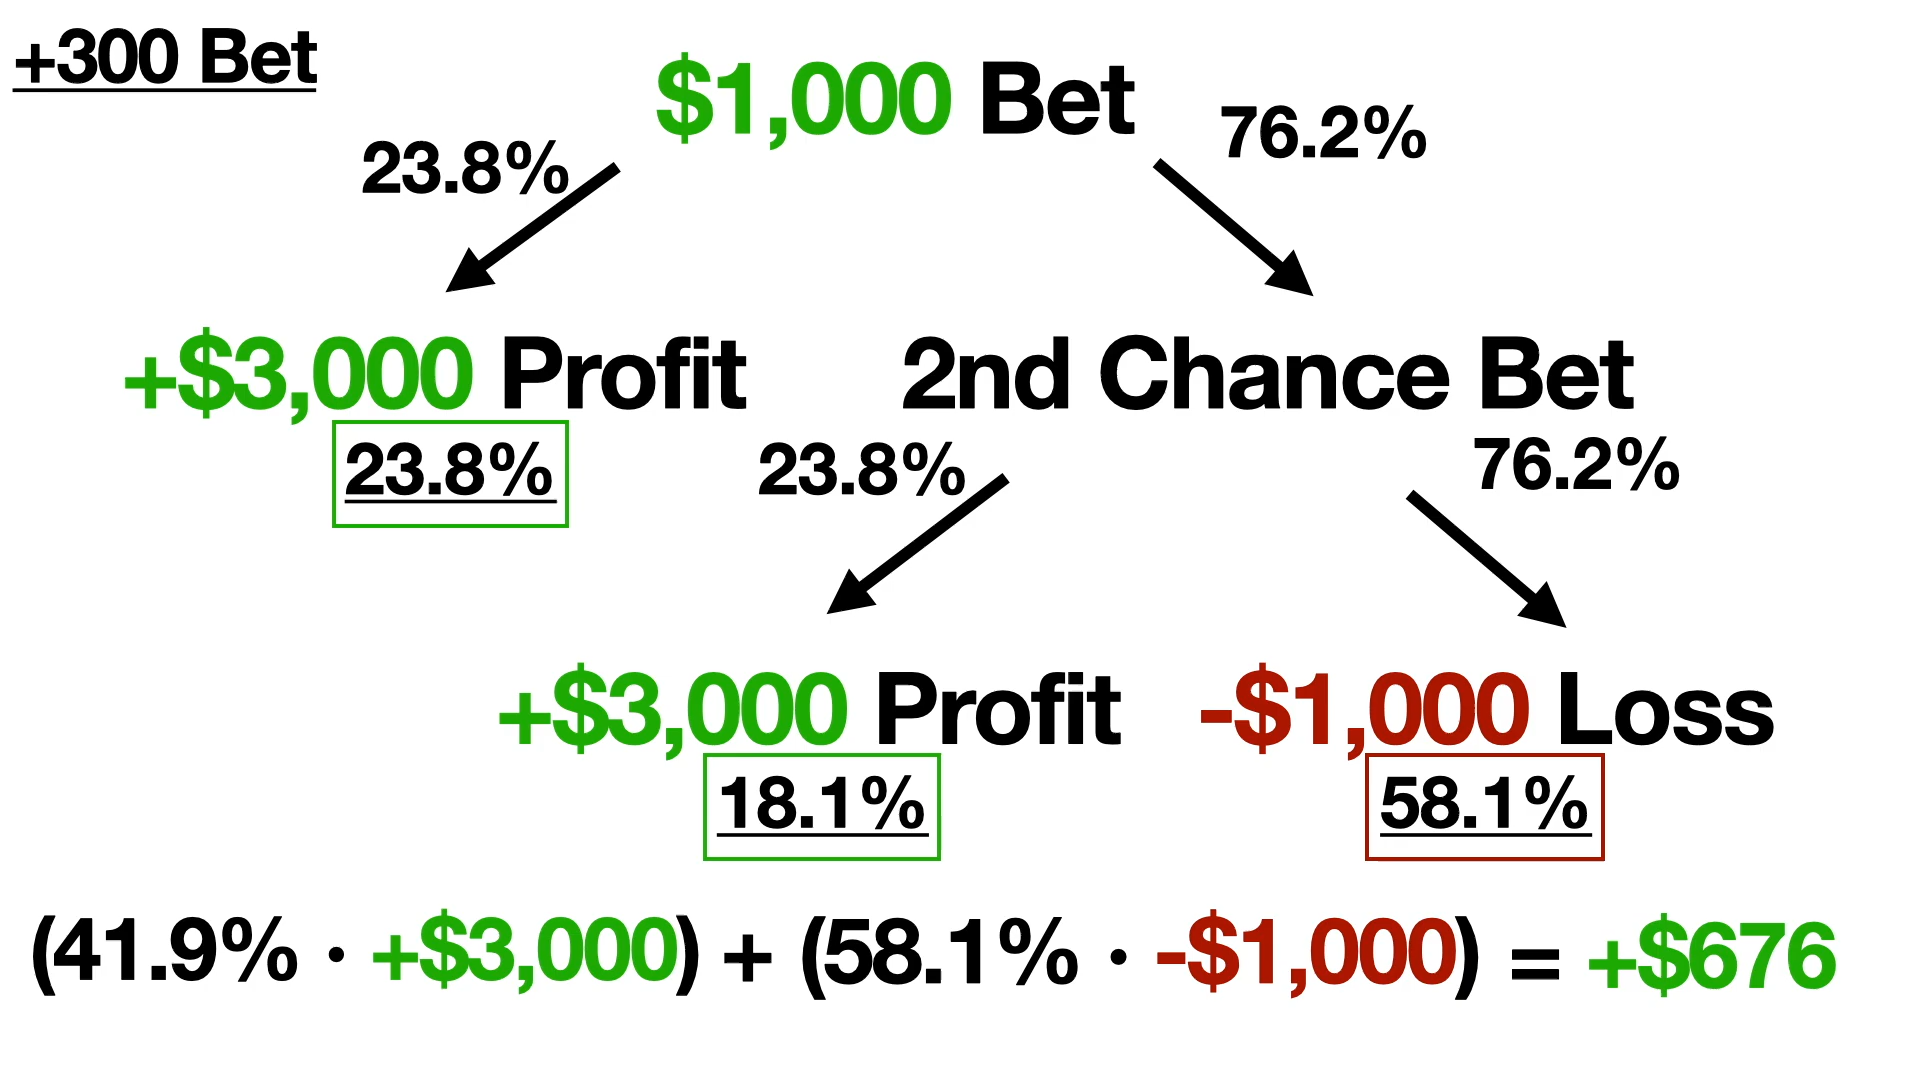 +300 Bet
$1,000 Bet
23.8%
76.2%
+$3,000 Profit
2nd Chance Bet
23.8%
23.8%
76.2%
+$3,000 Profit
-$1,000 Loss
18.1%
58.1%
(41.9% · +$3,000) + (58.1% · -$1,000) = +$676